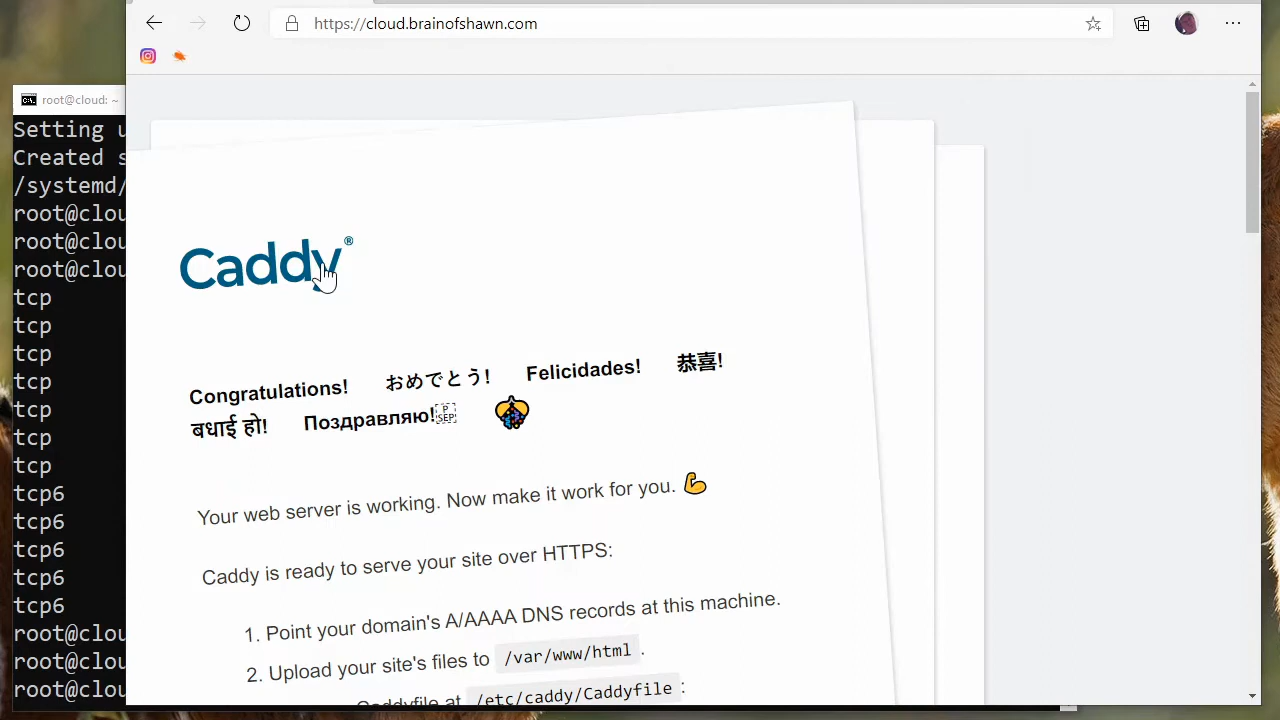 https://cloud.brainofshawn.com
root@cloud: ~
Setting u
Created s
/systemd/
root@clou
root@clou
root@clou
tcp
tcp
tcp
tcp
tcp
tcp
tcp
tcp6
tcp6
tcp6
tcp6
tcp6
root@clou
root@clou
root@clou
Caddy®
Congratulations! おめでとう! Felicidades! 恭喜!
बधाई हो! Поздравляю!
Your web server is working. Now make it work for you. 💪
Caddy is ready to serve your site over HTTPS:
1. Point your domain's A/AAAA DNS records at this machine.
2. Upload your site's files to /var/www/html .
Caddyfile at /etc/caddy/Caddyfile :